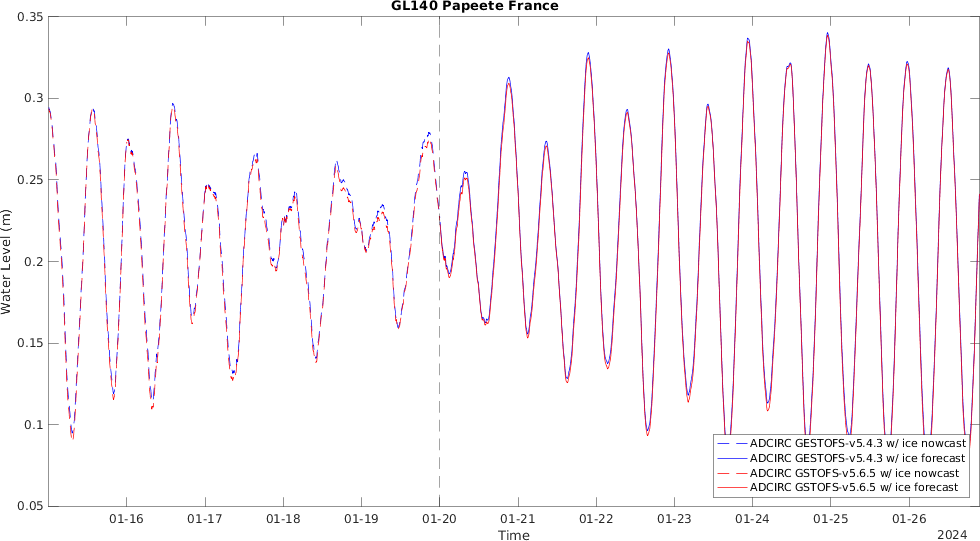 GL140 Papeete France
0.35
0.3
0.25
0.2
0.15
0.1
0.05
Water Level (m)
ADCIRC GESTOFS-v5.4.3 w/ ice nowcast
ADCIRC GESTOFS-v5.4.3 w/ ice forecast
ADCIRC GSTOFS-v5.6.5 w/ ice nowcast
ADCIRC GSTOFS-v5.6.5 w/ ice forecast
01-16 01-17 01-18 01-19 01-20 01-21 01-22 01-23 01-24 01-25 01-26
Time
2024